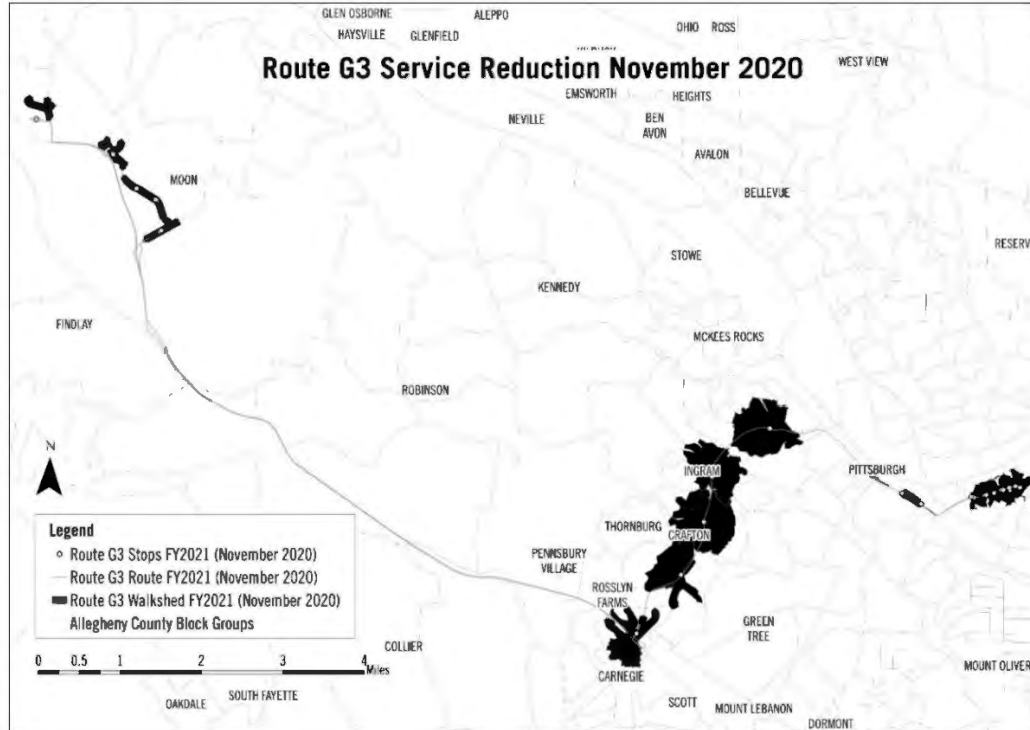 GLEN OSBORNE
ALEPPO
HAYSVILLE
GLENFIELD
OHIO
ROSS
Route G3 Service Reduction November 2020
WEST VIEW
EMSWORTH
HEIGHTS
NEVILLE
BEN
AVON
AVALON
MOON
BELLEVUE
RESERV
STOWE
KENNEDY
FINDLAY
MCKEES ROCKS
ROBINSON
N
INGRAM
PITTSBURGH
THORNBURG
CRAFTON
PENNSBURY
VILLAGE
ROSSLYN
FARMS
GREEN
TREE
COLLIER
CARNEGIE
MOUNT OLIVER
SCOTT
MOUNT LEBANON
DORMONT
OAKDALE
SOUTH FAYETTE
Legend
Route G3 Stops FY2021 (November 2020)
Route G3 Route FY2021 (November 2020)
Route G3 Walkshed FY2021 (November 2020)
Allegheny County Block Groups
0 0.5 1 2 3 4
Miles